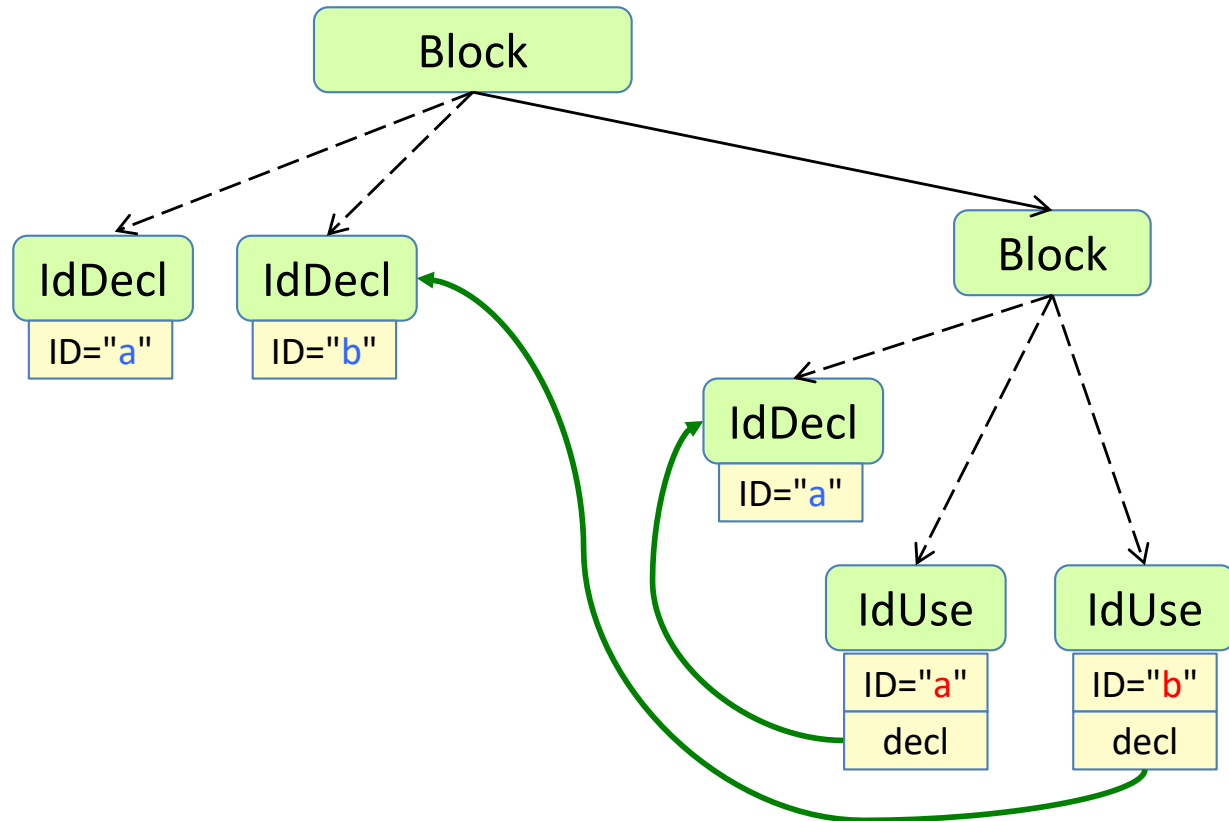 Block
IdDecl
ID="a"
IdDecl
ID="b"
Block
IdDecl
ID="a"
IdUse
ID="a"
decl
IdUse
ID="b"
decl